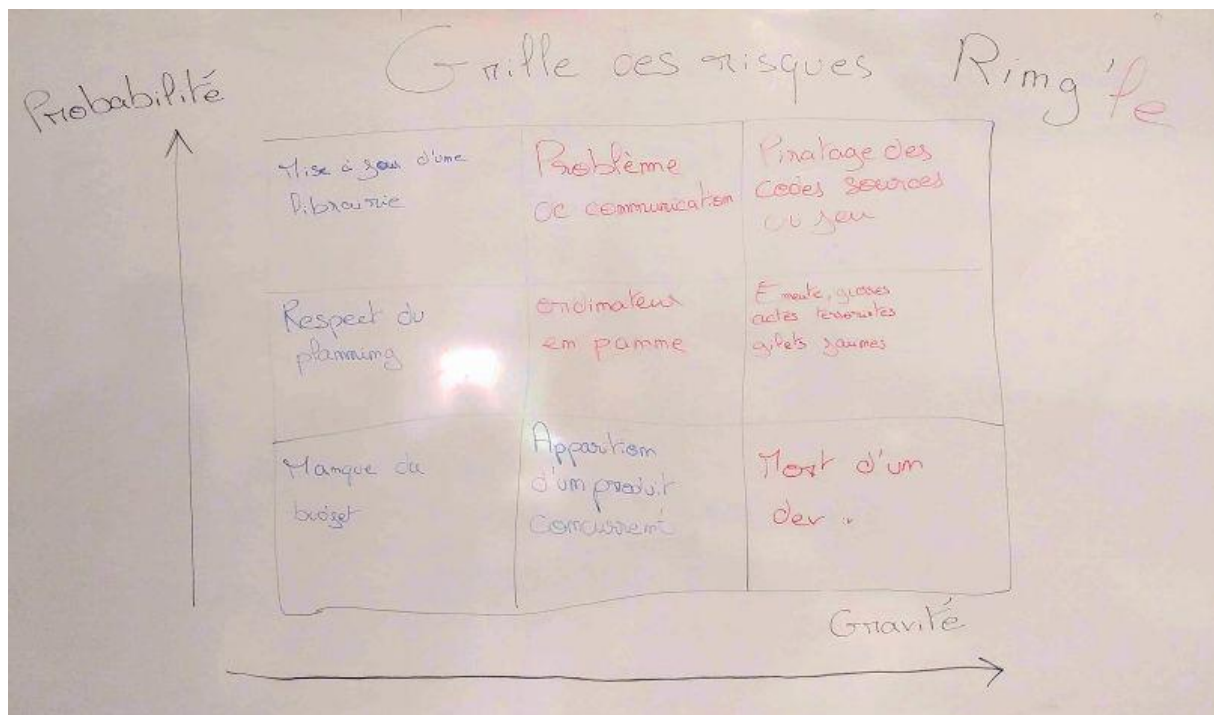 Grille des risques Ring'le
Probabilité
Mise à jour d'une
librairie
Problème
de communication
Piratage des
codes sources
du jeu
Respect du
planning
ordinateur
en panne
Emeute, grosses
actes terroristes
gilets jaunes
Manque du
budget
Apparition
d'un produit
concurrent
Mort d'un
dev.
Gravité